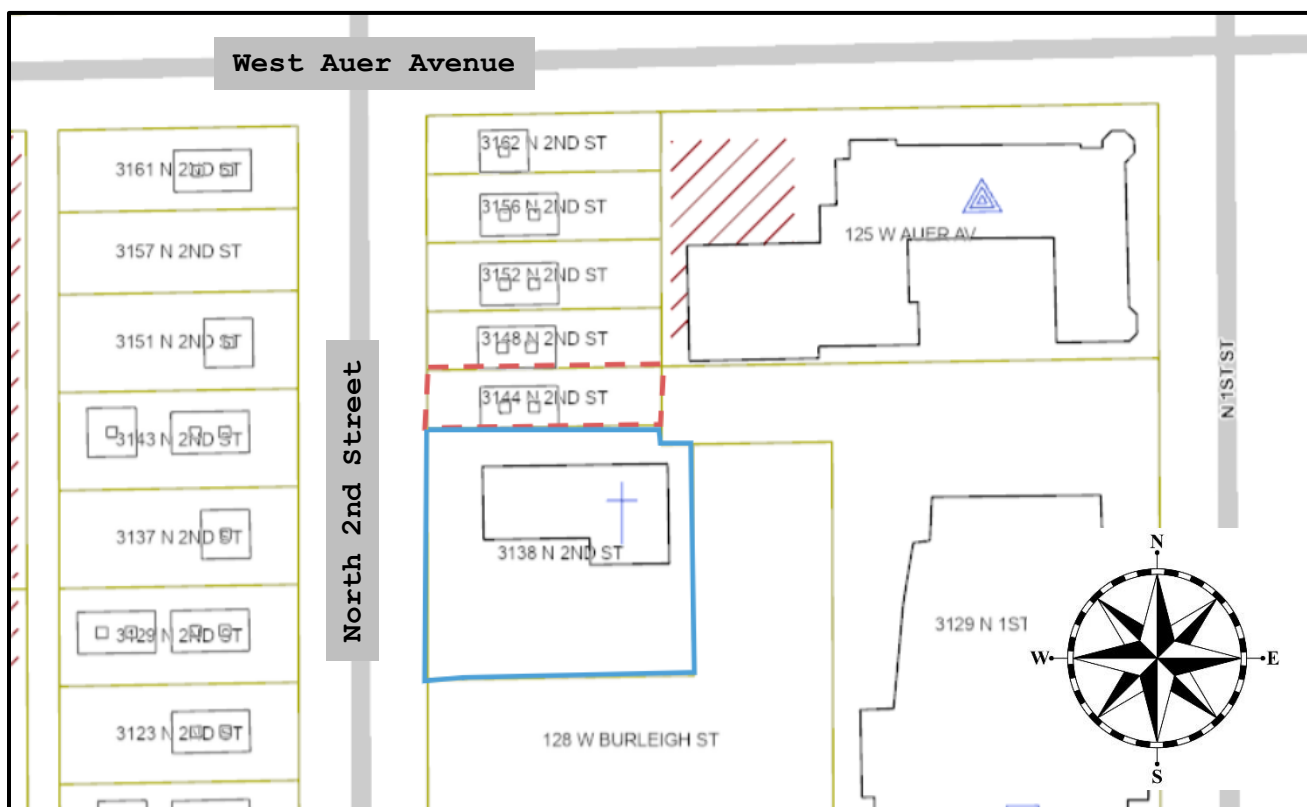 West Auer Avenue
3161 N 2ND ST
3157 N 2ND ST
3151 N 2ND ST
3143 N 2ND ST
3137 N 2ND ST
3129 N 2ND ST
3123 N 2ND ST
North 2nd Street
3162 N 2ND ST
3156 N 2ND ST
3152 N 2ND ST
3148 N 2ND ST
3144 N 2ND ST
3138 N 2ND ST
128 W BURLEIGH ST
125 W AUER AV
3129 N 1ST
N 1ST ST
N
W
E
S